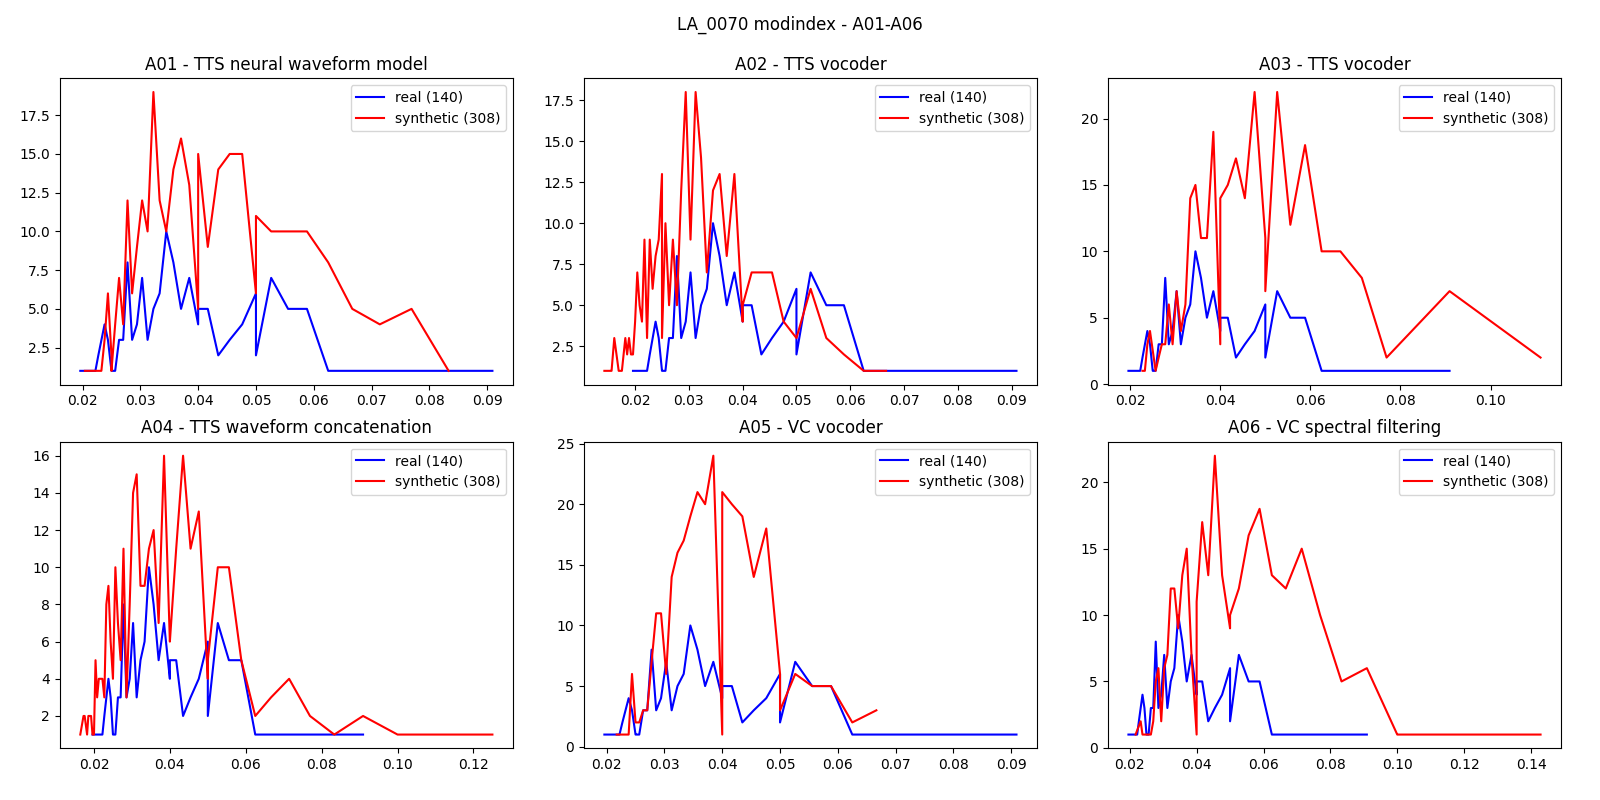 LA_0070 modindex - A01-A06
A01 - TTS neural waveform model
real (140)
synthetic (308)
17.5
15.0
12.5
10.0
7.5
5.0
2.5
0.02 0.03 0.04 0.05 0.06 0.07 0.08 0.09
A02 - TTS vocoder
real (140)
synthetic (308)
17.5
15.0
12.5
10.0
7.5
5.0
2.5
0.02 0.03 0.04 0.05 0.06 0.07 0.08 0.09
A03 - TTS vocoder
real (140)
synthetic (308)
20
15
10
5
0
0.02 0.04 0.06 0.08 0.10
A04 - TTS waveform concatenation
real (140)
synthetic (308)
16
14
12
10
8
6
4
2
0.02 0.04 0.06 0.08 0.10 0.12
A05 - VC vocoder
real (140)
synthetic (308)
25
20
15
10
5
0
0.02 0.03 0.04 0.05 0.06 0.07 0.08 0.09
A06 - VC spectral filtering
real (140)
synthetic (308)
20
15
10
5
0
0.02 0.04 0.06 0.08 0.10 0.12 0.14